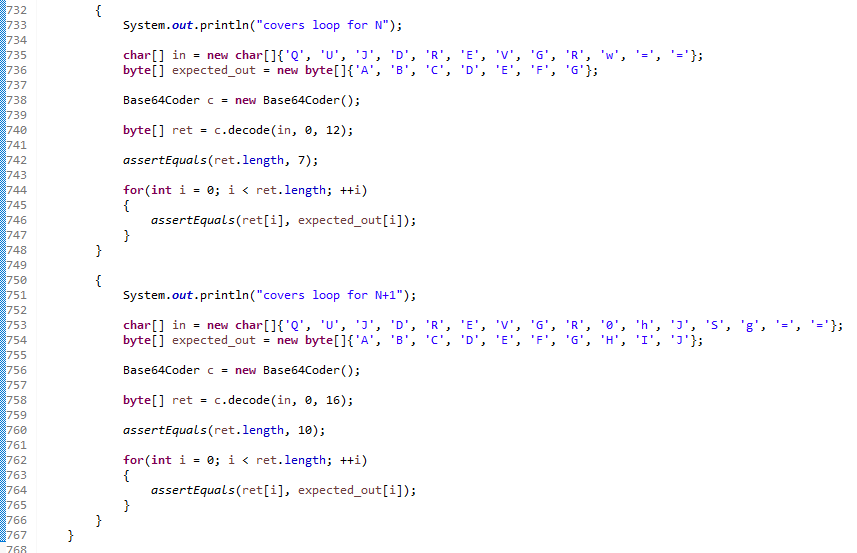 732 {
733 System.out.println("covers loop for N");
734
735 char[] in = new char[]{'Q', 'U', 'J', 'D', 'R', 'E', 'V', 'G', 'R', 'w', '=', '='};
736 byte[] expected_out = new byte[]{'A', 'B', 'C', 'D', 'E', 'F', 'G'};
737
738 Base64Coder c = new Base64Coder();
739
740 byte[] ret = c.decode(in, 0, 12);
741
742 assertEquals(ret.length, 7);
743
744 for(int i = 0; i < ret.length; ++i)
745 {
746 assertEquals(ret[i], expected_out[i]);
747 }
748 }
749
750 {
751 System.out.println("covers loop for N+1");
752
753 char[] in = new char[]{'Q', 'U', 'J', 'D', 'R', 'E', 'V', 'G', 'R', '0', 'h', 'J', 'S', 'g', '=', '='};
754 byte[] expected_out = new byte[]{'A', 'B', 'C', 'D', 'E', 'F', 'G', 'H', 'I', 'J'};
755
756 Base64Coder c = new Base64Coder();
757
758 byte[] ret = c.decode(in, 0, 16);
759
760 assertEquals(ret.length, 10);
761
762 for(int i = 0; i < ret.length; ++i)
763 {
764 assertEquals(ret[i], expected_out[i]);
765 }
766 }
767 }
768